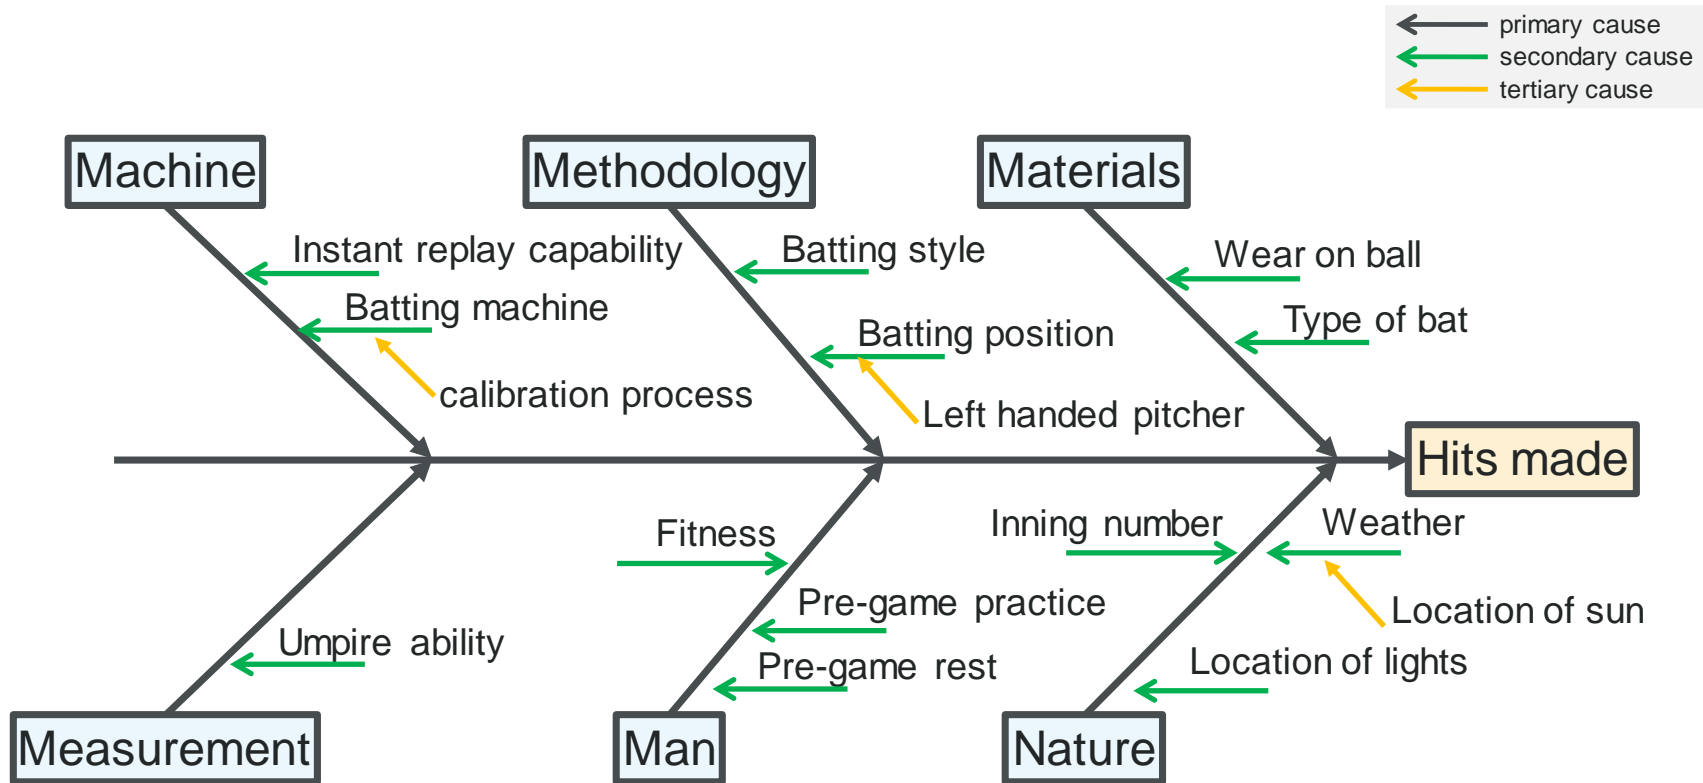 primary cause
secondary cause
tertiary cause
Machine
Methodology
Materials
Instant replay capability
Batting style
Wear on ball
Batting machine
Batting position
Type of bat
calibration process
Left handed pitcher
Hits made
Fitness
Inning number
Weather
Pre-game practice
Location of sun
Umpire ability
Pre-game rest
Location of lights
Measurement
Man
Nature